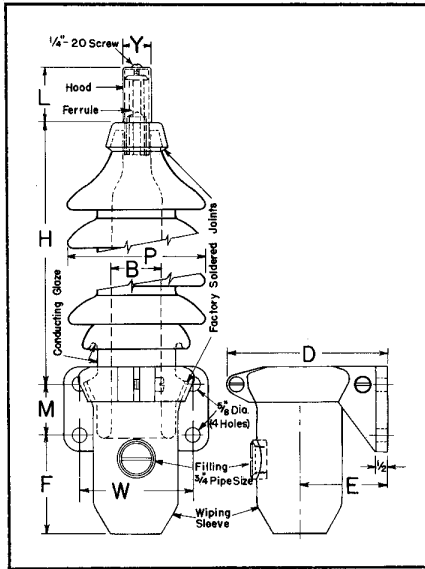 1/4"-20 Screw
Y
L
Hood
Ferrule
H
P
B
Factory Soldered Joints
Conducting Glaze
D
M
5/8" Dia.
(4 Holes)
F
W
Filling
3/4" Pipe Size
E
1/2
Wiping
Sleeve